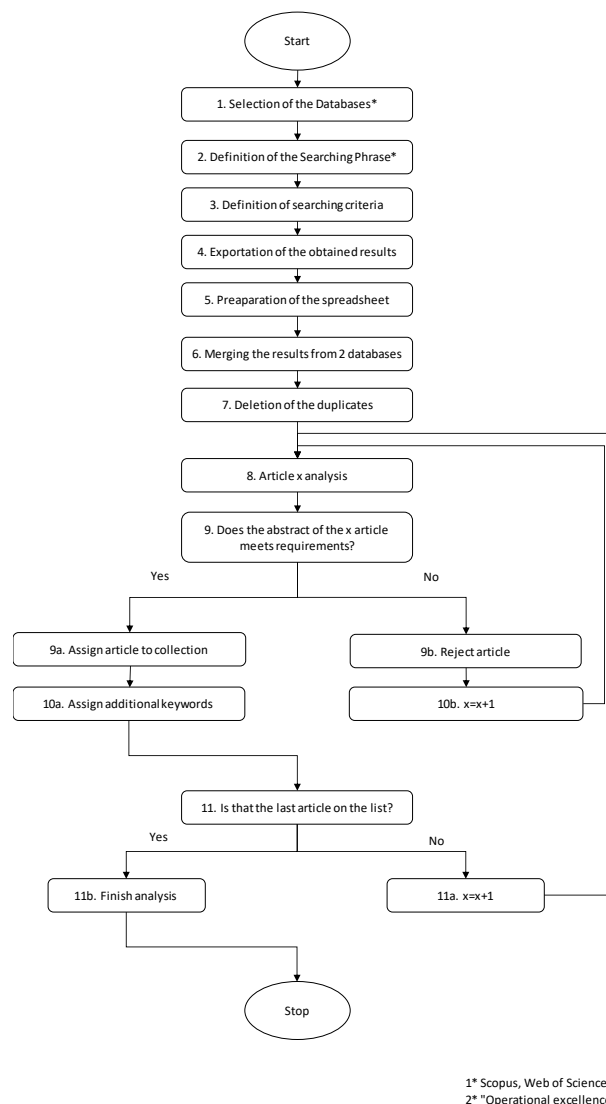 Start
1. Selection of the Databases*
2. Definition of the Searching Phrase*
3. Definition of searching criteria
4. Exportation of the obtained results
5. Preaparation of the spreadsheet
6. Merging the results from 2 databases
7. Deletion of the duplicates
8. Article x analysis
9. Does the abstract of the x article
meets requirements?
Yes
No
9a. Assign article to collection
9b. Reject article
10a. Assign additional keywords
10b. x=x+1
11. Is that the last article on the list?
Yes
No
11b. Finish analysis
11a. x=x+1
Stop
1* Scopus, Web of Science
2* "Operational excellence